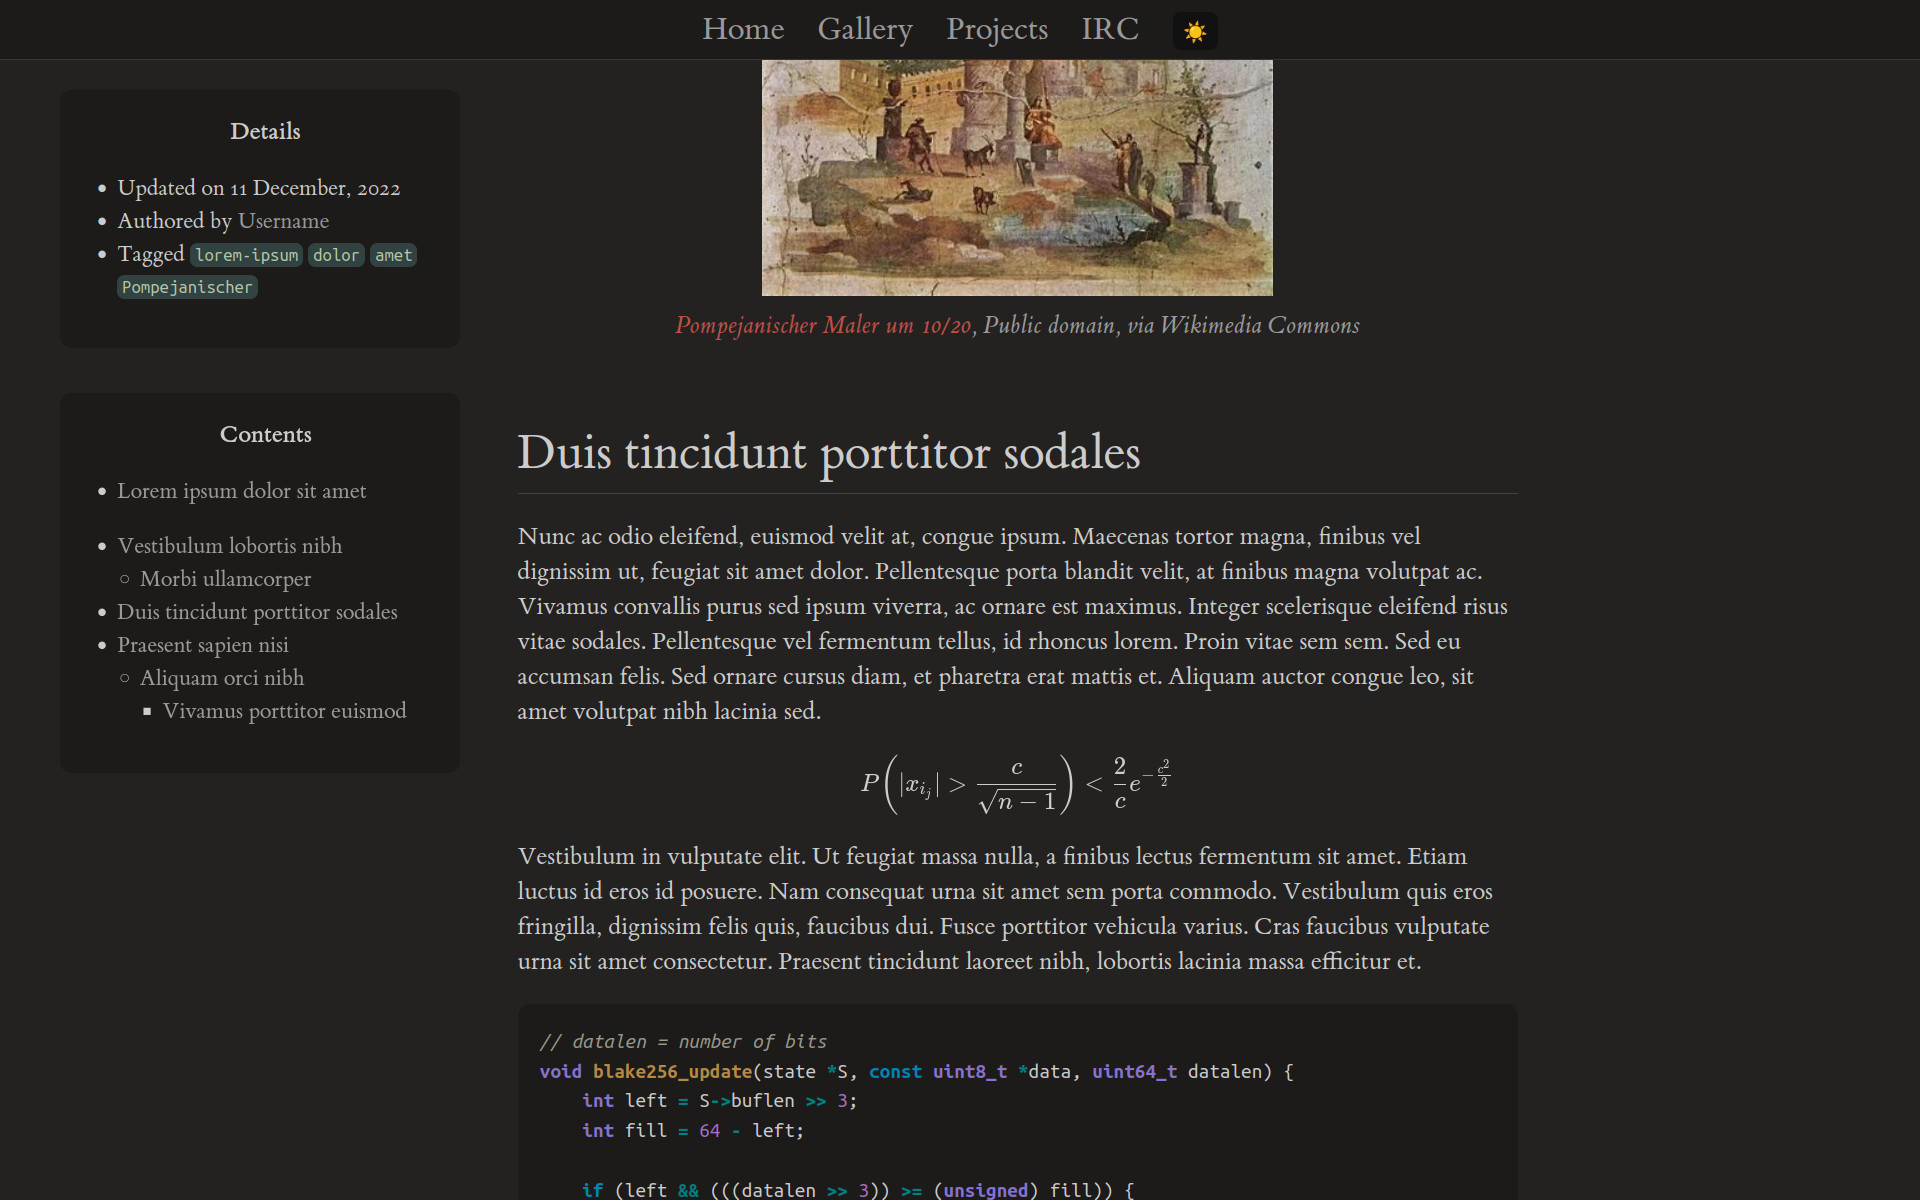 Home Gallery Projects IRC
Details
• Updated on 11 December, 2022
• Authored by Username
• Tagged lorem-ipsum dolor amet
Pompejanischer
Contents
• Lorem ipsum dolor sit amet
• Vestibulum lobortis nibh
○ Morbi ullamcorper
• Duis tincidunt porttitor sodales
• Praesent sapien nisi
○ Aliquam orci nibh
▪ Vivamus porttitor euismod
Pompejanischer Maler um 10/20, Public domain, via Wikimedia Commons
Duis tincidunt porttitor sodales
Nunc ac odio eleifend, euismod velit at, congue ipsum. Maecenas tortor magna, finibus vel
dignissim ut, feugiat sit amet dolor. Pellentesque porta blandit velit, at finibus magna volutpat ac.
Vivamus convallis purus sed ipsum viverra, ac ornare est maximus. Integer scelerisque eleifend risus
vitae sodales. Pellentesque vel fermentum tellus, id rhoncus lorem. Proin vitae sem sem. Sed eu
accumsan felis. Sed ornare cursus diam, et pharetra erat mattis et. Aliquam auctor congue leo, sit
amet volutpat nibh lacinia sed.
P(|x_{i_j}| > c/√(n − 1)) < 2/c e^{−c²/2}
Vestibulum in vulputate elit. Ut feugiat massa nulla, a finibus lectus fermentum sit amet. Etiam
luctus id eros id posuere. Nam consequat urna sit amet sem porta commodo. Vestibulum quis eros
fringilla, dignissim felis quis, faucibus dui. Fusce porttitor vehicula varius. Cras faucibus vulputate
urna sit amet consectetur. Praesent tincidunt laoreet nibh, lobortis lacinia massa efficitur et.
// datalen = number of bits
void blake256_update(state *S, const uint8_t *data, uint64_t datalen) {
    int left = S->buflen >> 3;
    int fill = 64 - left;
    if (left && (((datalen >> 3)) >= (unsigned) fill)) {